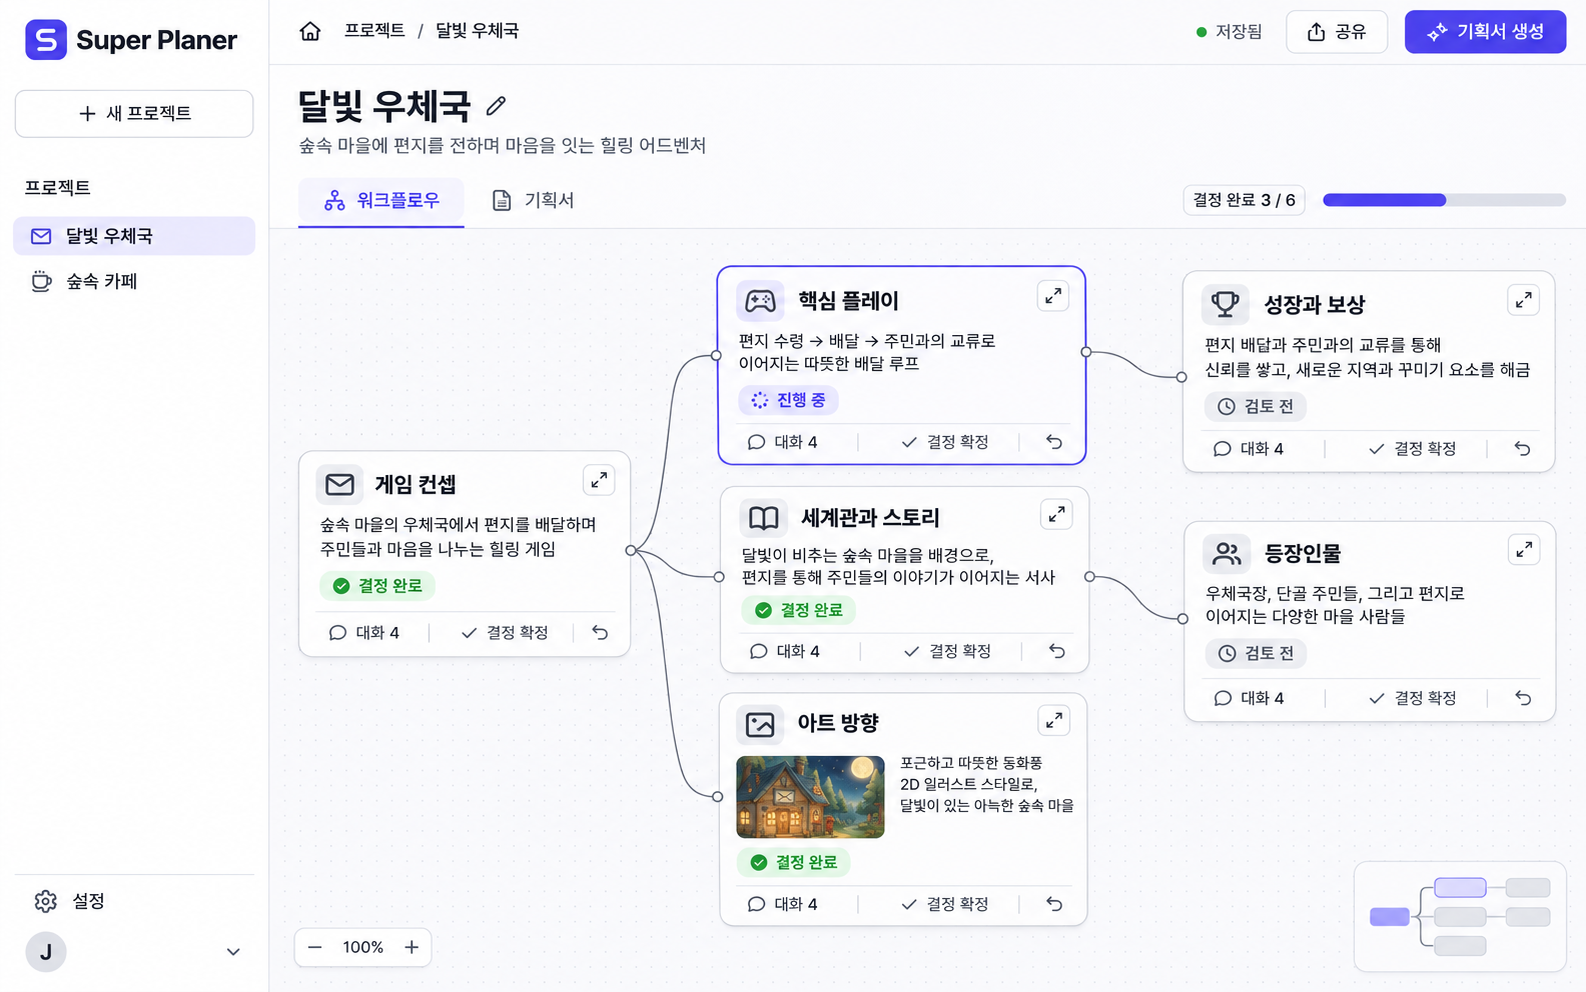 Super Planer
새 프로젝트
프로젝트
달빛 우체국
숲속 카페
설정
J
프로젝트 / 달빛 우체국
저장됨
공유
기획서 생성
달빛 우체국
숲속 마을에 편지를 전하며 마음을 잇는 힐링 어드벤처
워크플로우
기획서
결정 완료 3 / 6
게임 컨셉
숲속 마을의 우체국에서 편지를 배달하며
주민들과 마음을 나누는 힐링 게임
결정 완료
대화 4
결정 확정
핵심 플레이
편지 수령 → 배달 → 주민과의 교류로
이어지는 따뜻한 배달 루프
진행 중
대화 4
결정 확정
세계관과 스토리
달빛이 비추는 숲속 마을을 배경으로,
편지를 통해 주민들의 이야기가 이어지는 서사
결정 완료
대화 4
결정 확정
아트 방향
포근하고 따뜻한 동화풍
2D 일러스트 스타일로,
달빛이 있는 아늑한 숲속 마을
결정 완료
대화 4
결정 확정
성장과 보상
편지 배달과 주민과의 교류를 통해
신뢰를 쌓고, 새로운 지역과 꾸미기 요소를 해금
검토 전
대화 4
결정 확정
등장인물
우체국장, 단골 주민들, 그리고 편지로
이어지는 다양한 마을 사람들
검토 전
대화 4
결정 확정
100%